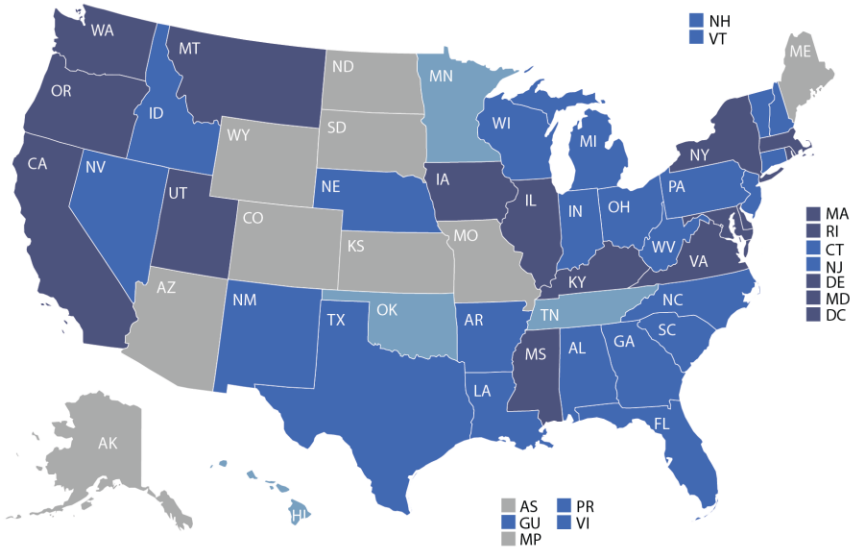 NH
VT
WA
MT
ND
MN
ME
OR
ID
SD
WI
MI
WY
NY
CA
NV
UT
NE
IA
IL
IN
OH
PA
CO
KS
MO
WV
VA
KY
MA
RI
CT
NJ
DE
MD
DC
AZ
NM
TX
OK
AR
TN
NC
SC
MS
AL
GA
LA
FL
AK
HI
AS
PR
GU
VI
MP